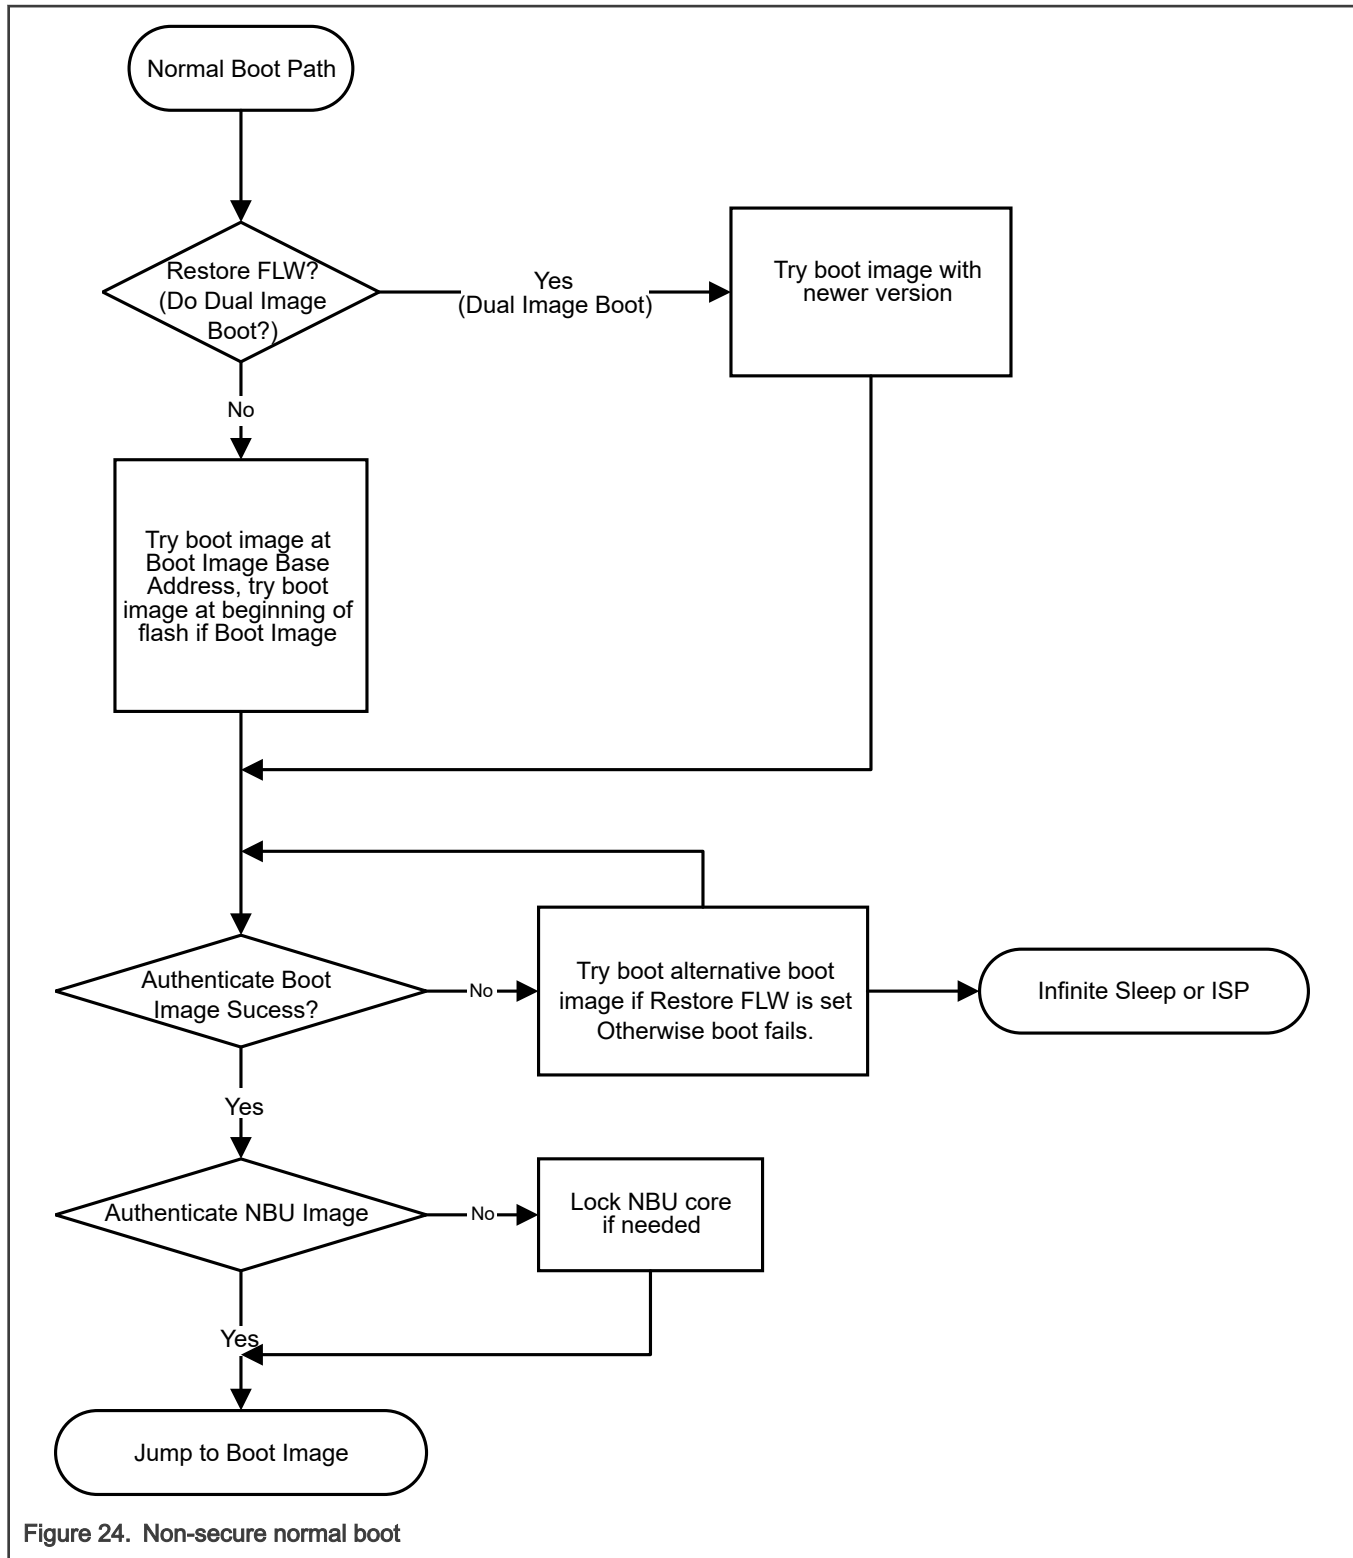 Normal Boot Path
Restore FLW?
(Do Dual Image
Boot?)
Yes
(Dual Image Boot)
Try boot image with
newer version
No
Try boot image at
Boot Image Base
Address, try boot
image at beginning of
flash if Boot Image
Authenticate Boot
Image Sucess?
No
Try boot alternative boot
image if Restore FLW is set
Otherwise boot fails.
Infinite Sleep or ISP
Yes
Authenticate NBU Image
No
Lock NBU core
if needed
Yes
Jump to Boot Image
Figure 24. Non-secure normal boot